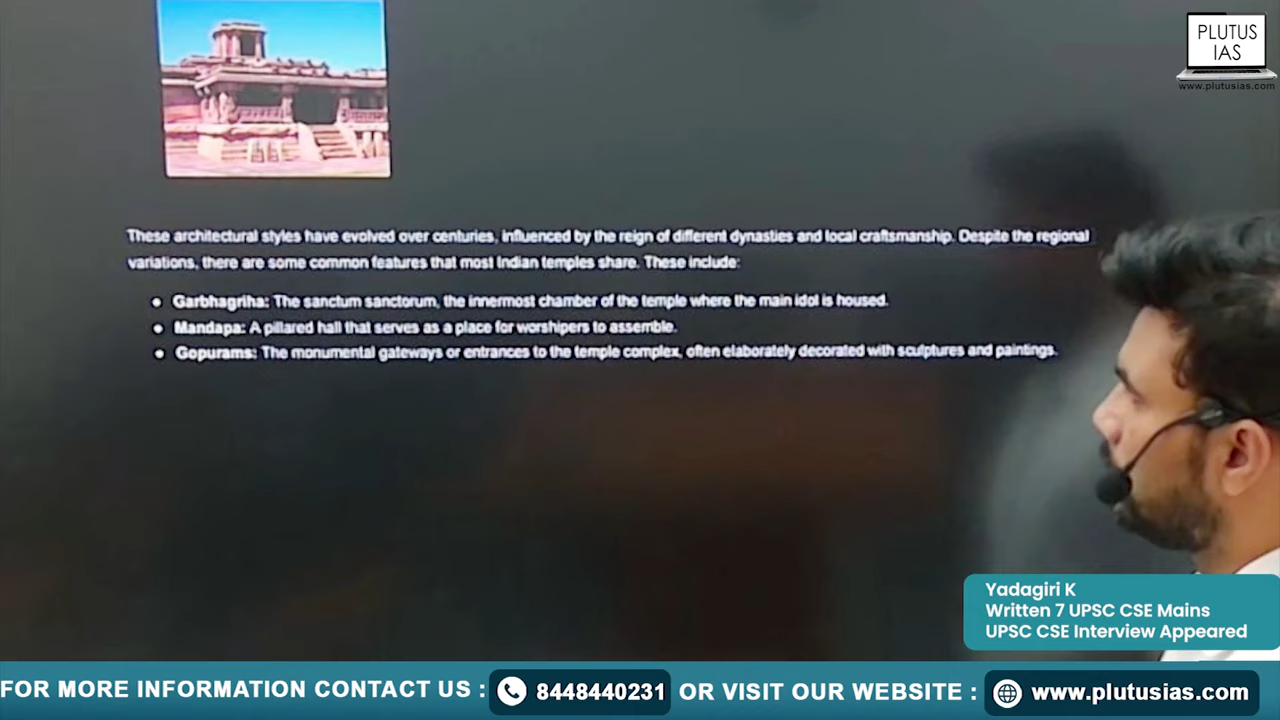 PLUTUS
IAS
www.plutusias.com
These architectural styles have evolved over centuries, influenced by the reign of different dynasties and local craftsmanship. Despite the regional
variations, there are some common features that most Indian temples share. These include:
• Garbhagriha: The sanctum sanctorum, the innermost chamber of the temple where the main idol is housed.
• Mandapa: A pillared hall that serves as a place for worshipers to assemble.
• Gopurams: The monumental gateways or entrances to the temple complex, often elaborately decorated with sculptures and paintings.
Yadagiri K
Written 7 UPSC CSE Mains
UPSC CSE Interview Appeared
FOR MORE INFORMATION CONTACT US : 8448440231 OR VISIT OUR WEBSITE : www.plutusias.com